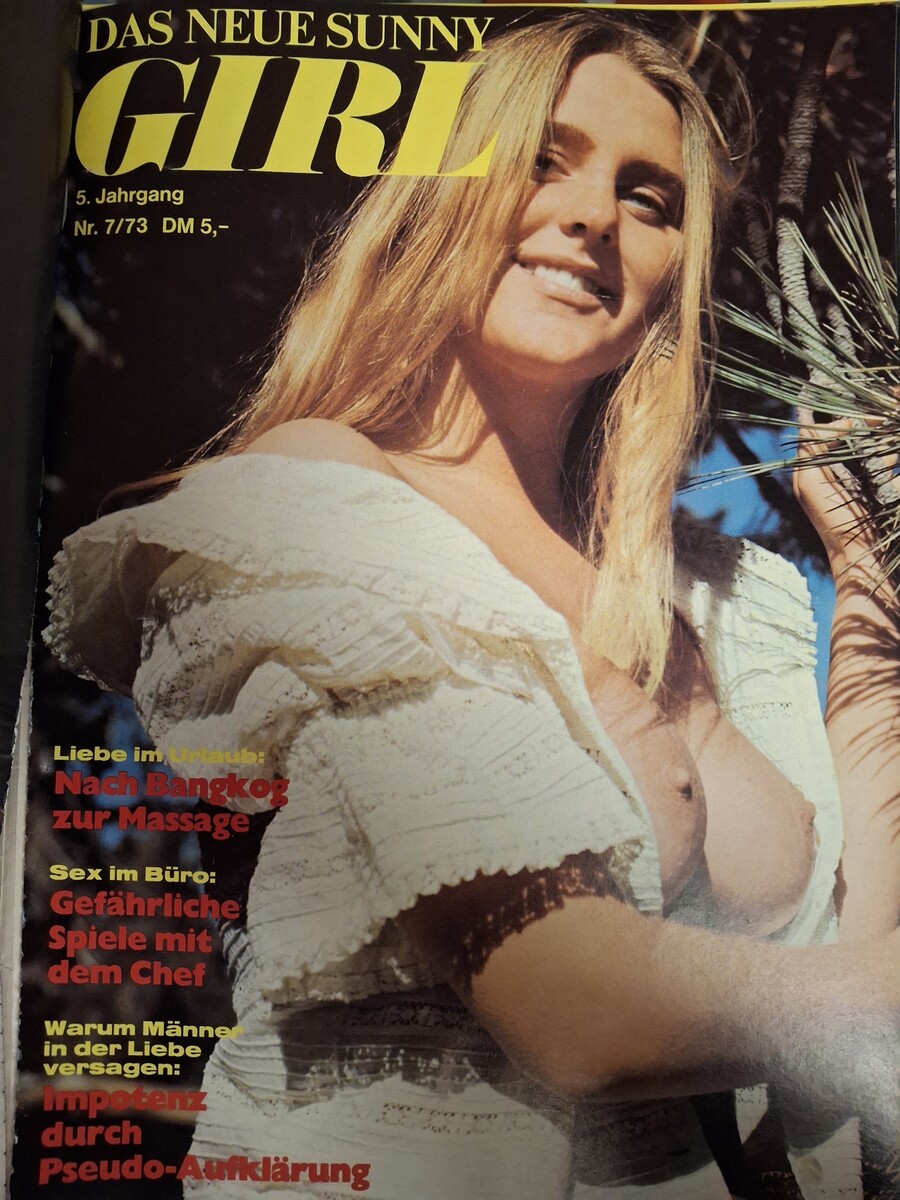 DAS NEUE SUNNY
GIRL
5. Jahrgang
Nr. 7/73 DM 5,-
Liebe im Urlaub:
Nach Bangkog
zur Massage
Sex im Büro:
Gefährliche
Spiele mit
dem Chef
Warum Männer
in der Liebe
versagen:
Impotenz
durch
Pseudo-Aufklärung